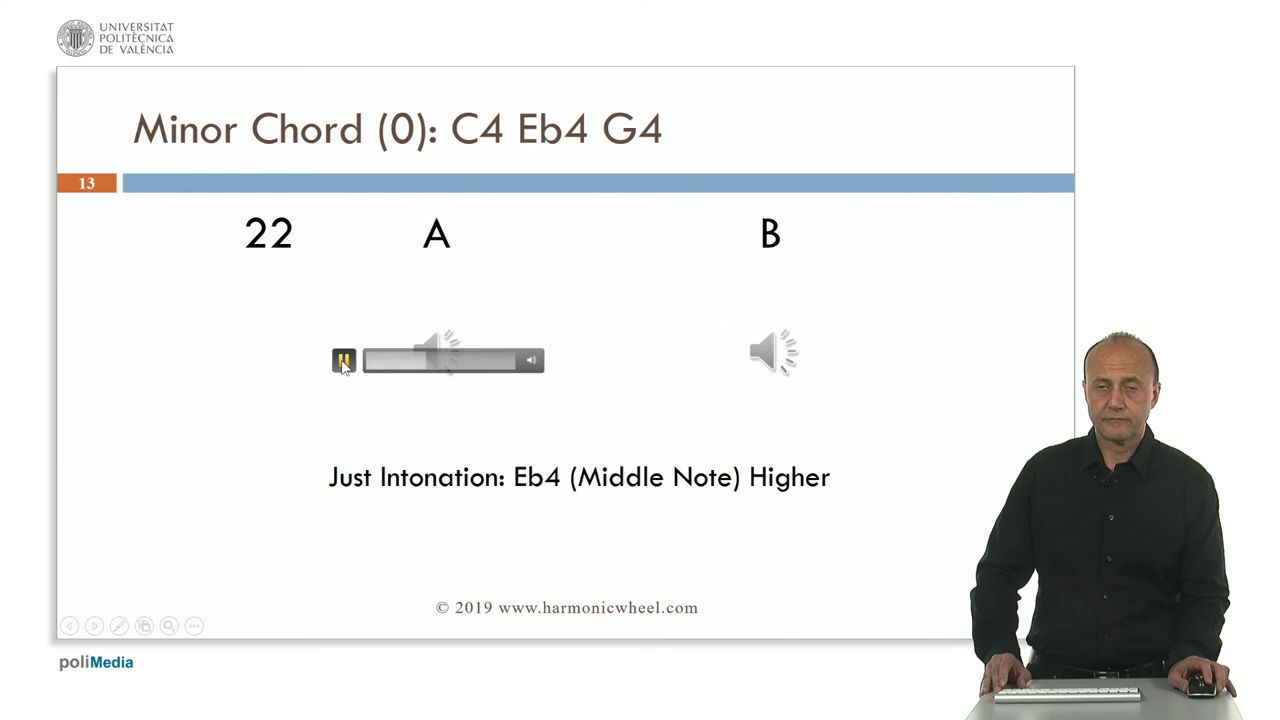 UNIVERSITAT
POLITÈCNICA
DE VALÈNCIA
Minor Chord (0): C4 Eb4 G4
13
22 A B
Just Intonation: Eb4 (Middle Note) Higher
© 2019 www.harmonicwheel.com
poliMedia